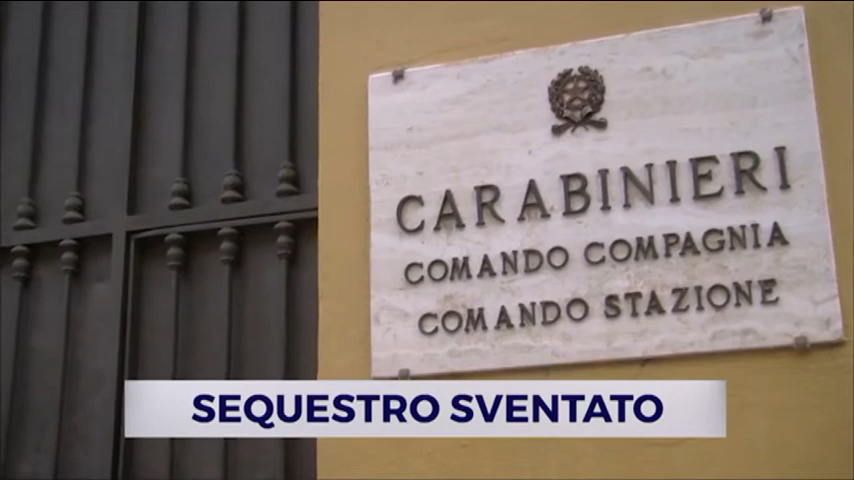 CARABINIERI
COMANDO COMPAGNIA
COMANDO STAZIONE
SEQUESTRO SVENTATO